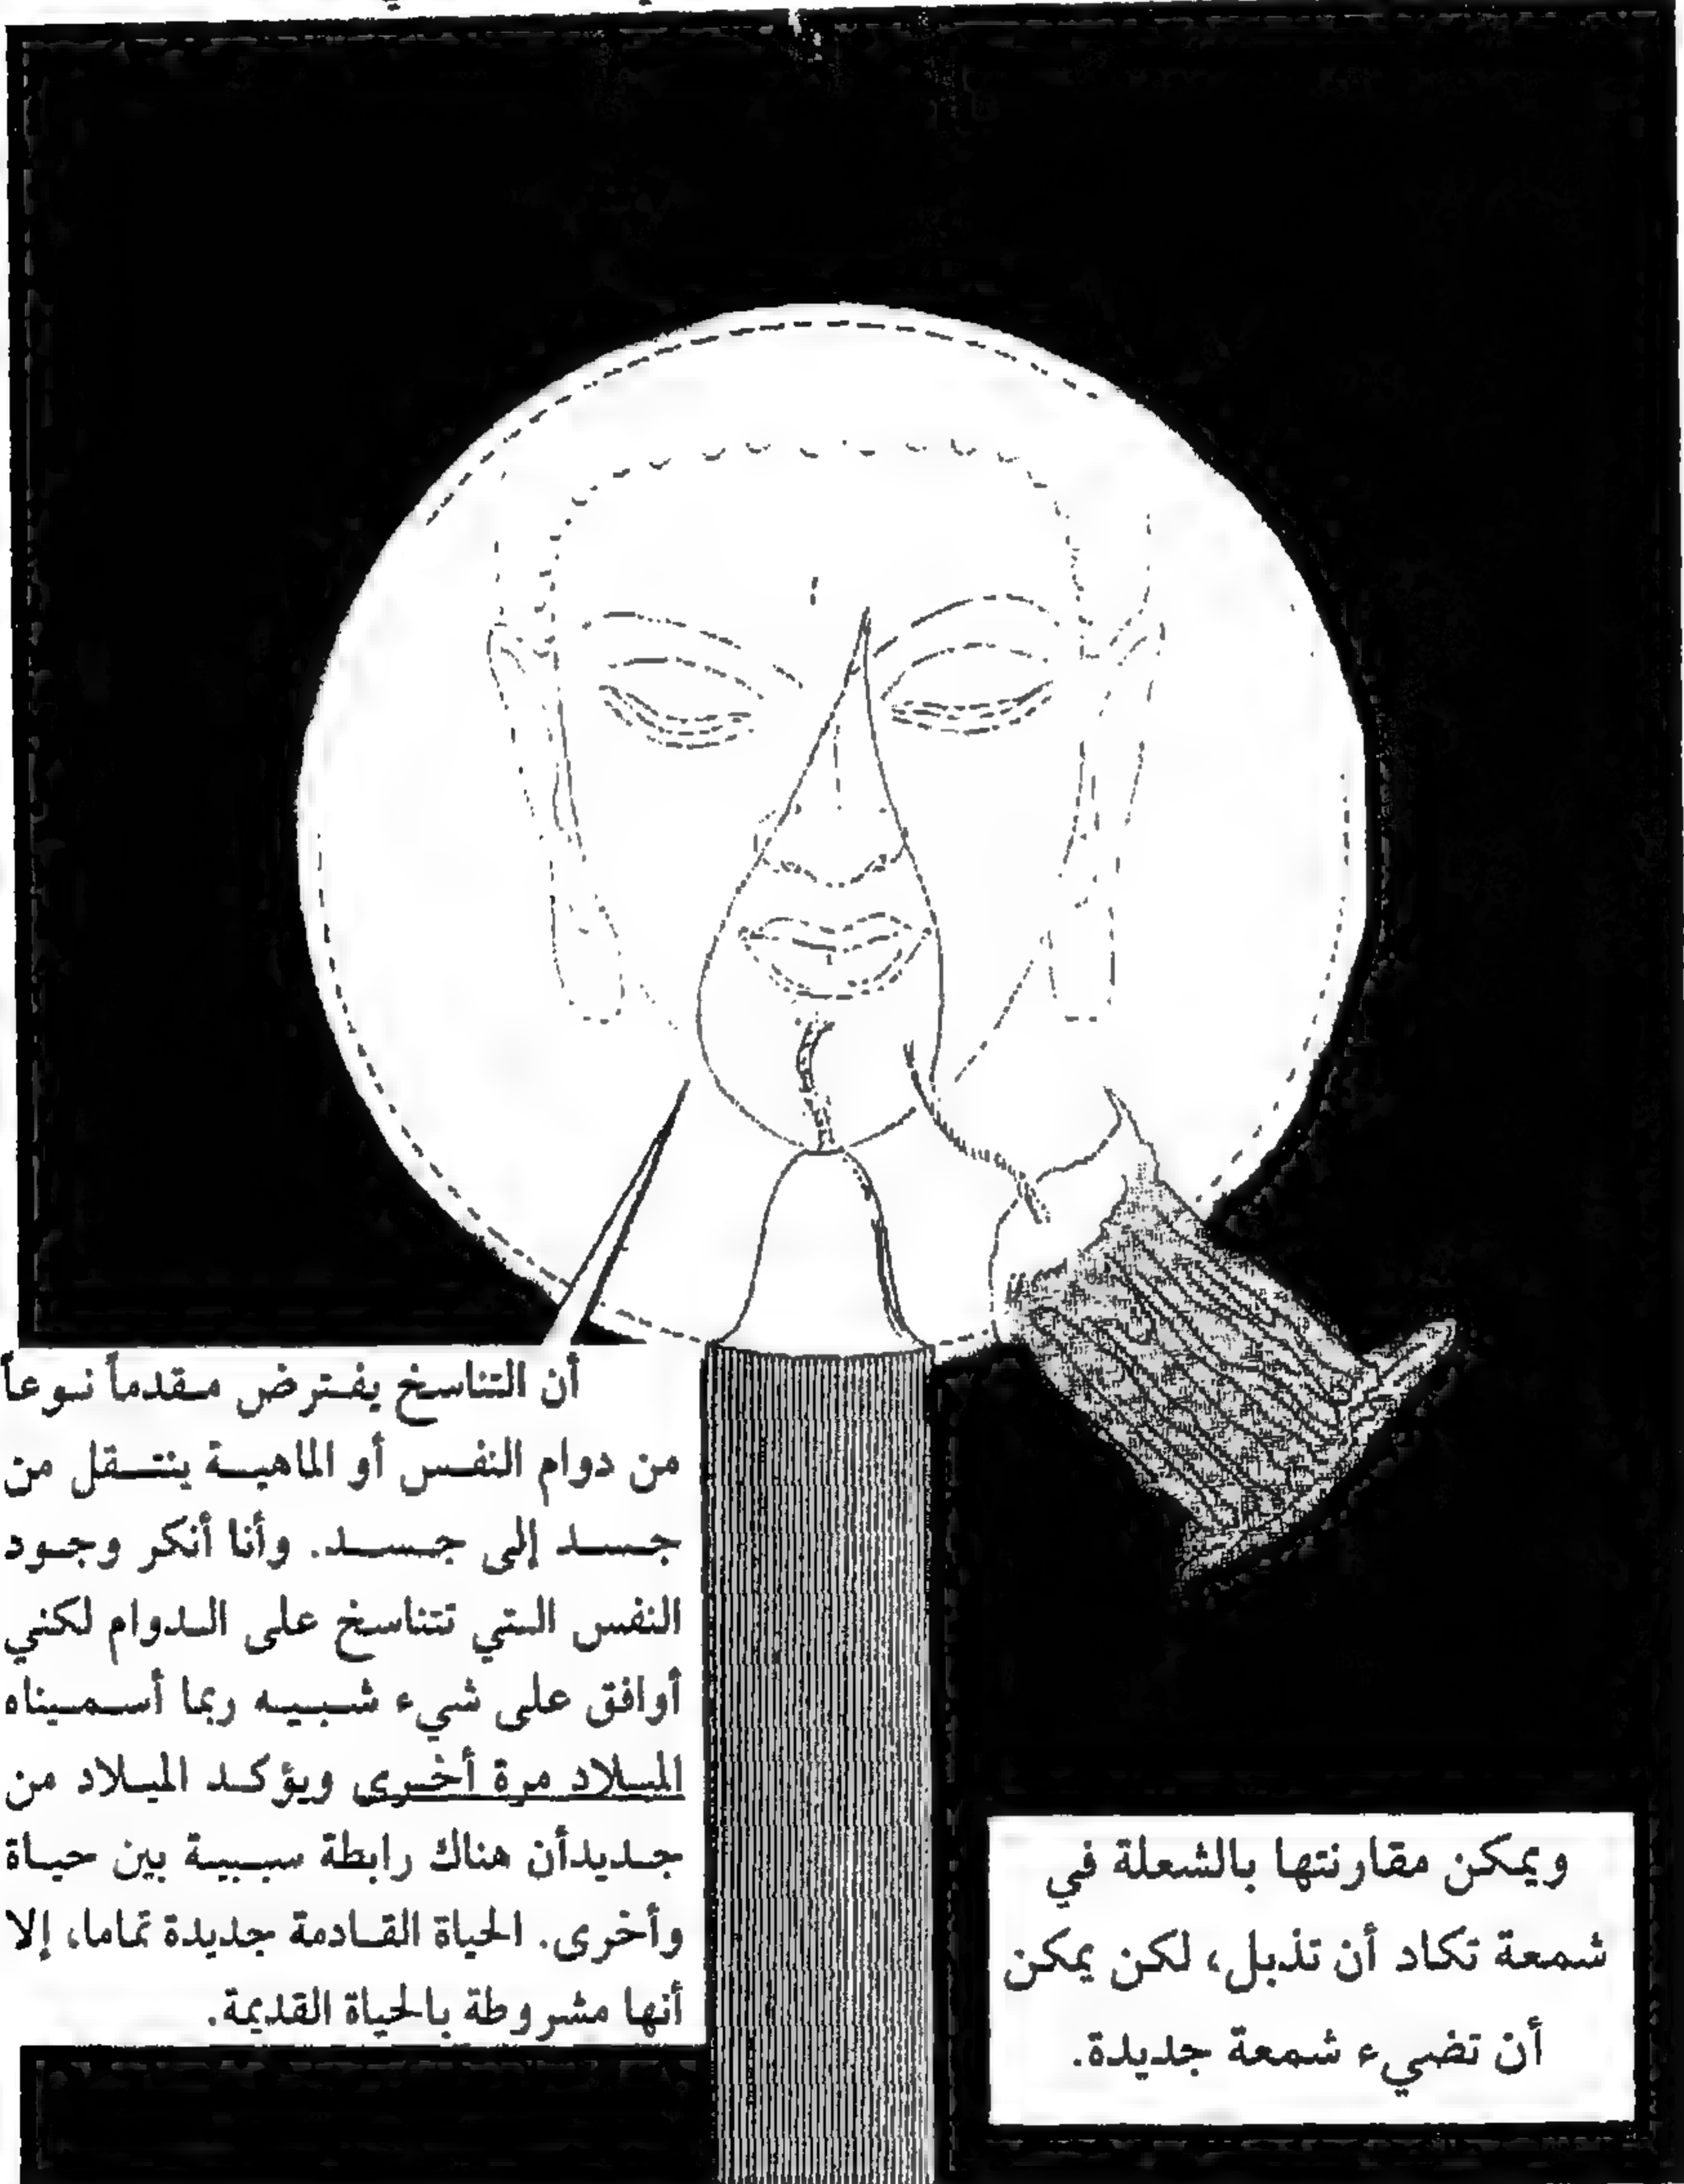 أن التناسخ يفترض مقدماً نوعاً
من دوام النفس أو الماهية ينتقل من
جسد إلى جسد. وأنا أنكر وجود
النفس التي تتناسخ على الدوام لكني
أوافق على شيء شبيه ربما أسميناه
الميلاد مرة أخرى ويؤكد الميلاد من
جديدأن هناك رابطة سببية بين حياة
وأخرى. الحياة القادمة جديدة تماما، إلا
أنها مشروطة بالحياة القديمة.
ويمكن مقارنتها بالشعلة في
شمعة تكاد أن تذبل، لكن يمكن
أن تضيء شمعة جديدة.